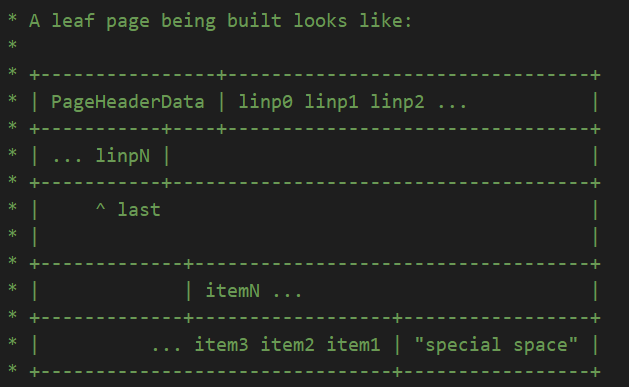 * A leaf page being built looks like:
*
* +----------------+---------------------------------+
* | PageHeaderData | linp0 linp1 linp2 ...           |
* +-----------+----+---------------------------------+
* | ... linpN |                                      |
* +-----------+--------------------------------------+
* |     ^ last                                       |
* |                                                  |
* +-------------+------------------------------------+
* |             | itemN ...                          |
* +-------------+------------------+-----------------+
* |          ... item3 item2 item1 | "special space" |
* +--------------------------------+-----------------+